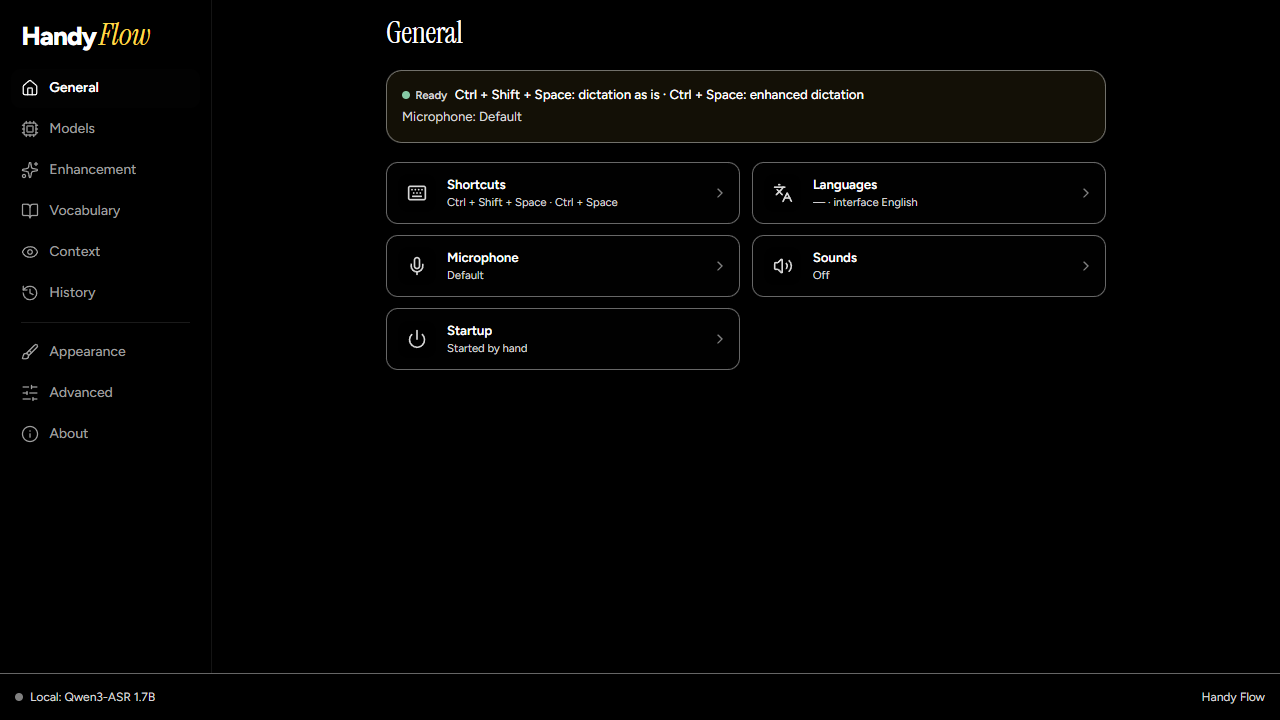 Handy Flow
General
Models
Enhancement
Vocabulary
Context
History
Appearance
Advanced
About
General
Ready Ctrl + Shift + Space: dictation as is · Ctrl + Space: enhanced dictation
Microphone: Default
Shortcuts
Ctrl + Shift + Space · Ctrl + Space
Languages
— · interface English
Microphone
Default
Sounds
Off
Startup
Started by hand
Local: Qwen3-ASR 1.7B
Handy Flow